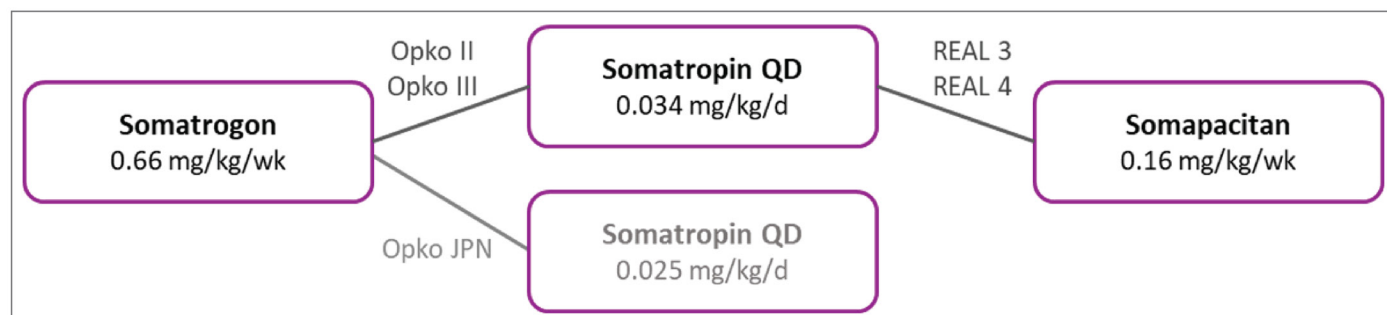 Somatrogon
0.66 mg/kg/wk
Opko II
Opko III
Opko JPN
Somatropin QD
0.034 mg/kg/d
Somatropin QD
0.025 mg/kg/d
REAL 3
REAL 4
Somapacitan
0.16 mg/kg/wk